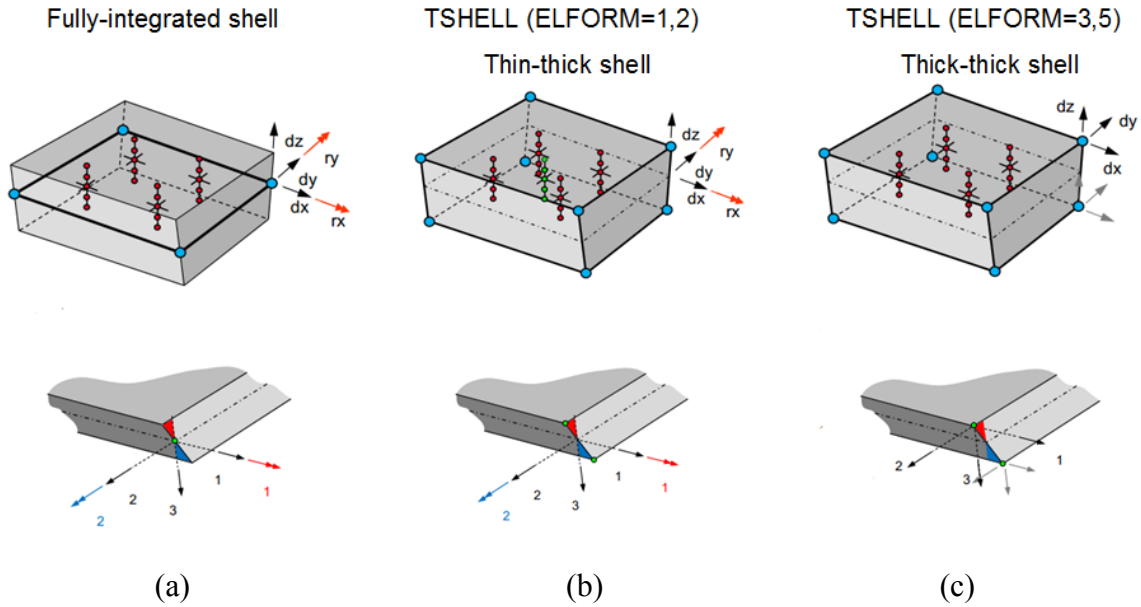 Fully-integrated shell
TSHELL (ELFORM=1,2)
Thin-thick shell
TSHELL (ELFORM=3,5)
Thick-thick shell
dz
ry
dy
dx
rx
dz
ry
dy
dx
rx
dz
dy
dx
1
1
2
2
3
1
1
2
2
3
1
2
3
(a)
(b)
(c)